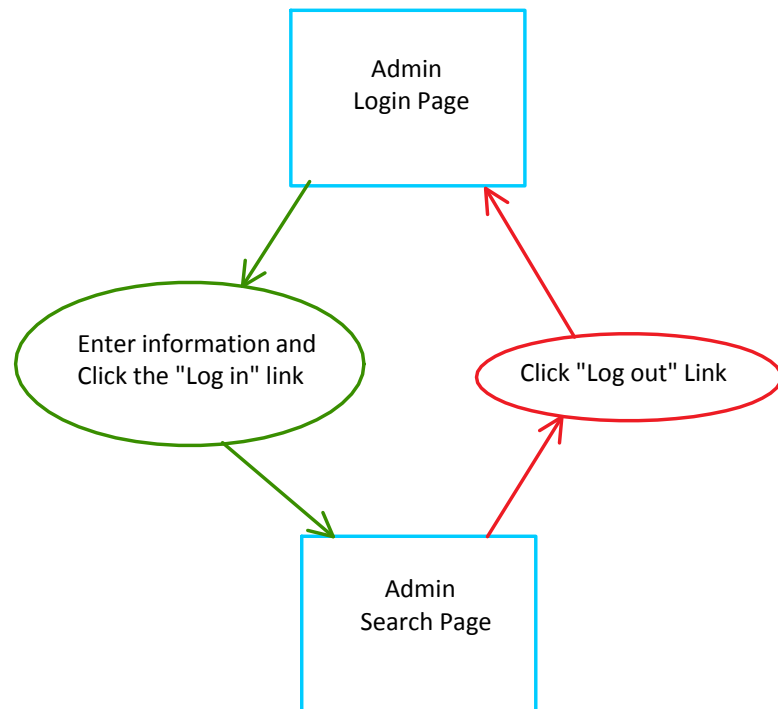 Admin
Login Page
Enter information and
Click the "Log in" link
Click "Log out" Link
Admin
Search Page